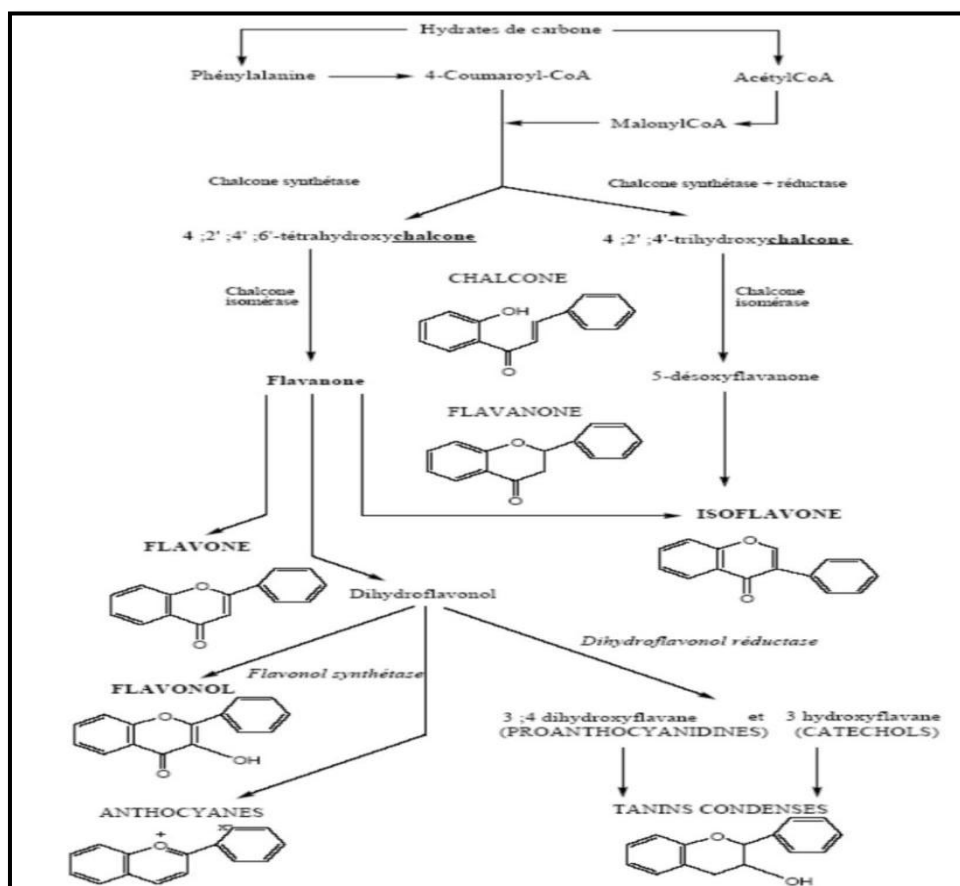 Hydrates de carbone
Phénylalanine 4-Coumaroyl-CoA AcétylCoA
MalonylCoA
Chalcone synthétase Chalcone synthétase + réductase
4 ;2' ;4' ;6'-tétrahydroxychalcone 4 ;2' ;4'-trihydroxychalcone
CHALCONE
Chalcone isomérase Chalcone isomérase
OH
O
Flavanone 5-désoxyflavanone
FLAVANONE
O
O
ISOFLAVONE
FLAVONE
O
O
O
O
Dihydroflavonol
Dihydroflavonol réductase
Flavonol synthétase
FLAVONOL
O
OH
O
3 ;4 dihydroxyflavane et 3 hydroxyflavane
(PROANTHOCYANIDINES) (CATECHOLS)
ANTHOCYANES TANINS CONDENSES
+
O
O
OH